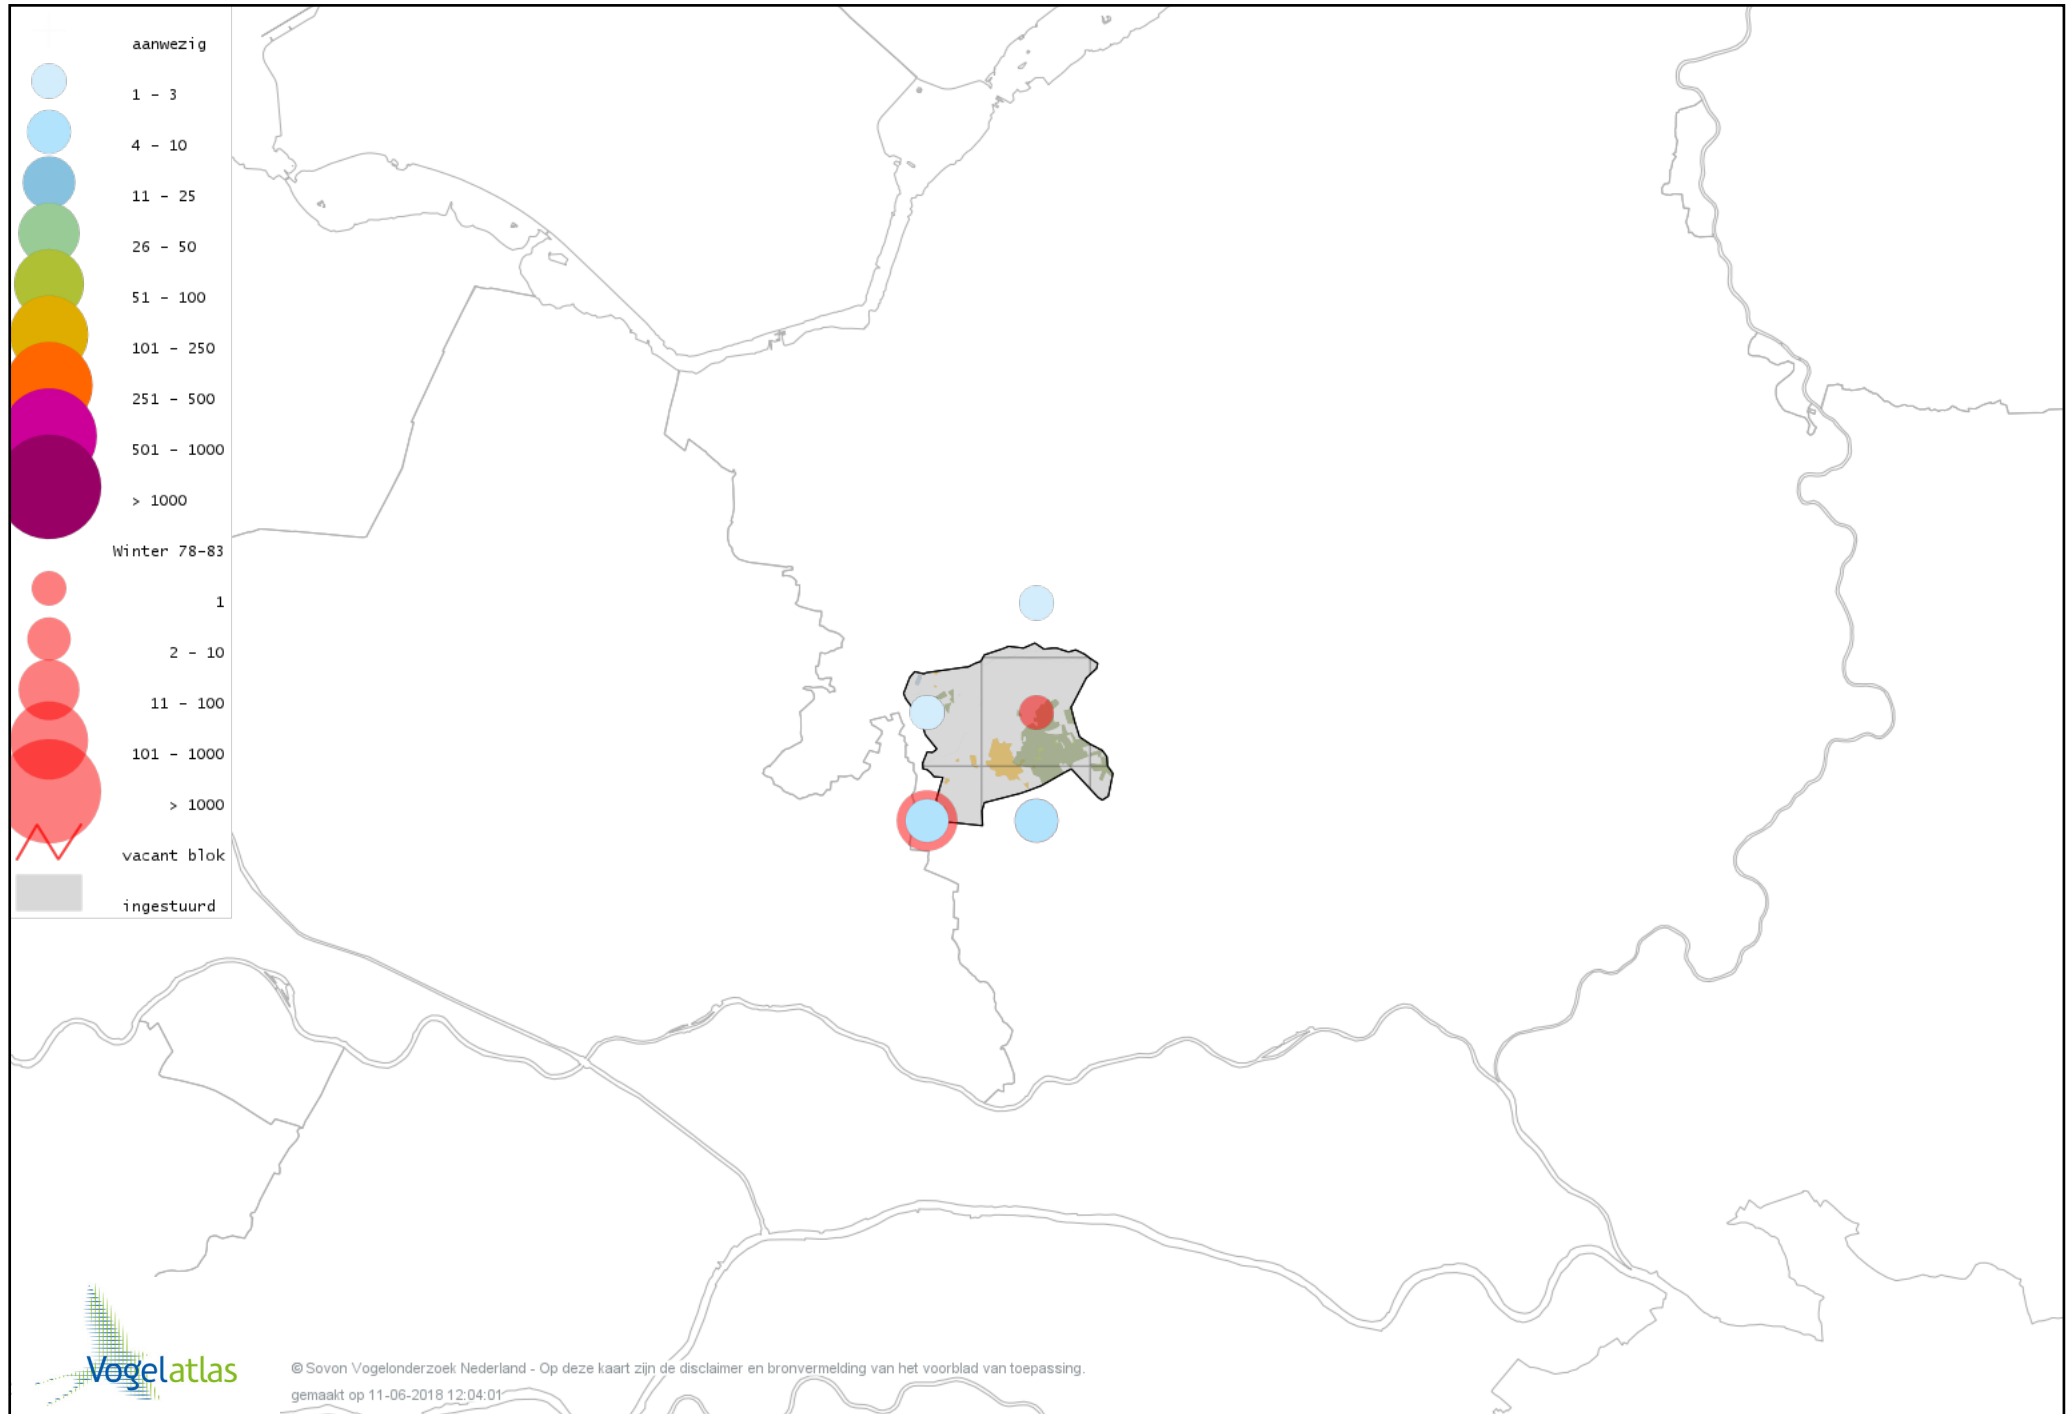 aanwezig
1 - 3
4 - 10
11 - 25
26 - 50
51 - 100
101 - 250
251 - 500
501 - 1000
> 1000
Winter 78-83
1
2 - 10
11 - 100
101 - 1000
> 1000
vacant blok
ingestuurd
Vogelatlas
© Sovon Vogelonderzoek Nederland - Op deze kaart zijn de disclaimer en bronvermelding van het voorblad van toepassing.
gemaakt op 11-06-2018 12:04:01